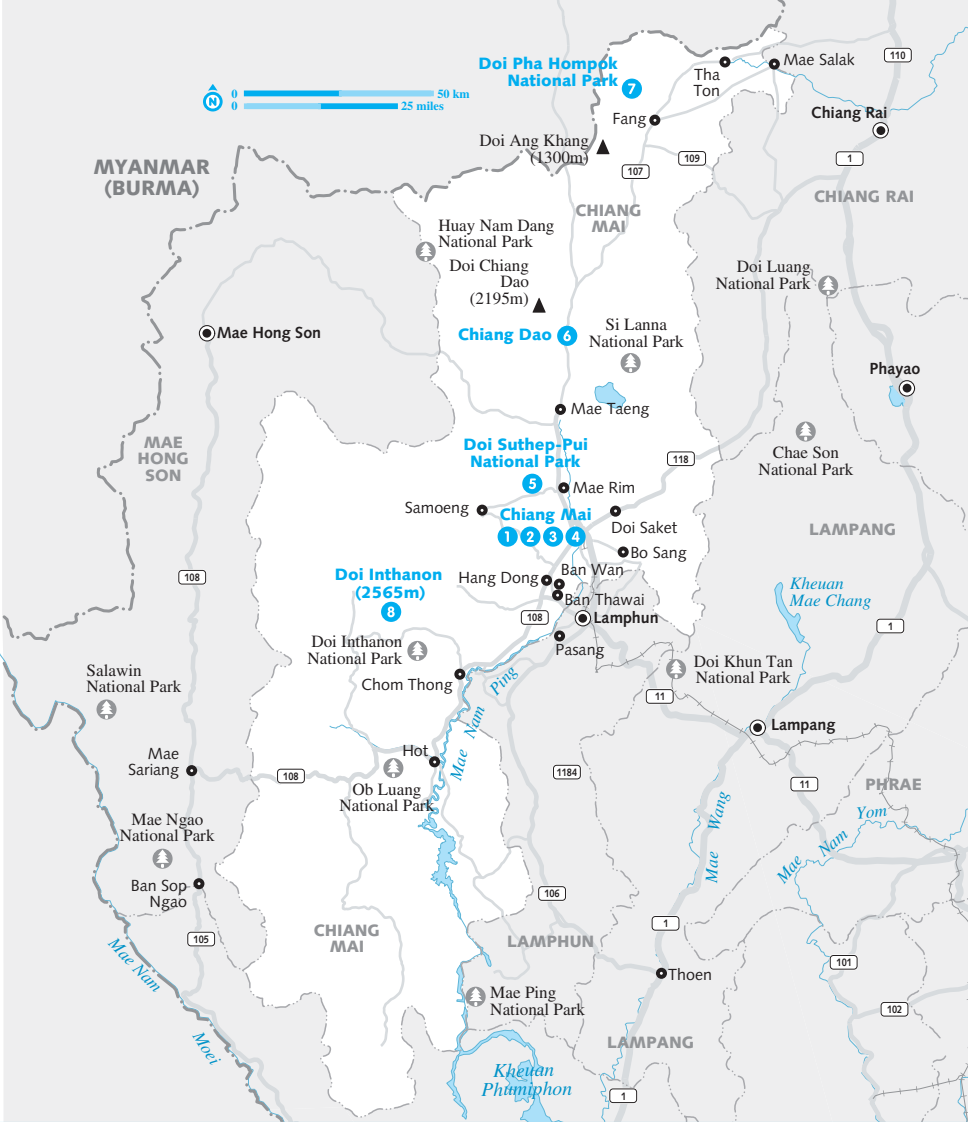 Doi Pha Hompok
National Park
7
Tha
Ton
Mae Salak
110
N
0
50 km
0
25 miles
Fang
Chiang Rai
Doi Ang Khang
(1300m)
109
1
107
MYANMAR
(BURMA)
CHIANG
MAI
CHIANG RAI
Huay Nam Dang
National Park
Doi Chiang
Dao
(2195m)
Doi Luang
National Park
Mae Hong Son
Chiang Dao 6
Si Lanna
National Park
Phayao
Mae Taeng
MAE
HONG
SON
Doi Suthep-Pui
National Park
5
118
Chae Son
National Park
Mae Rim
Samoeng
Chiang Mai
1 2 3 4
Doi Saket
LAMPANG
Bo Sang
108
Doi Inthanon
(2565m)
8
Hang Dong
Ban Wan
Ban Thawai
Kheuan
Mae Chang
108
Lamphun
1
Doi Inthanon
National Park
Pasang
Salawin
National Park
Chom Thong
Doi Khun Tan
National Park
Mae Nam Ping
11
Lampang
Mae
Sariang
108
Hot
1184
11
Ob Luang
National Park
PHRAE
Mae Wang
Mae Nam Yom
Mae Ngao
National Park
Ban Sop
Ngao
106
105
CHIANG
MAI
LAMPHUN
1
Mae Nam Moei
101
Thoen
Mae Ping
National Park
102
LAMPANG
Kheuan
Phumiphon
1